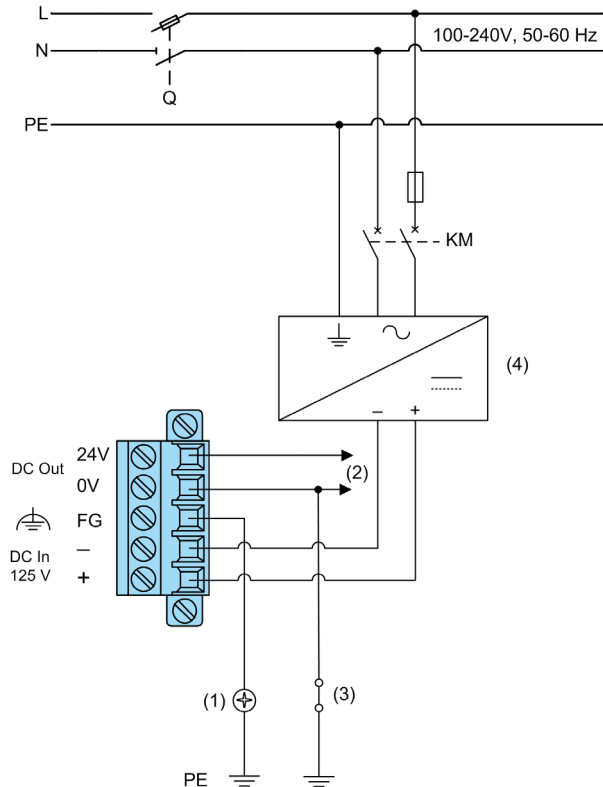 L
100-240V, 50-60 Hz
N
Q
PE
KM
(4)
− +
24V
DC Out
(2)
0V
FG
DC In
−
125 V
+
(1)
(3)
PE